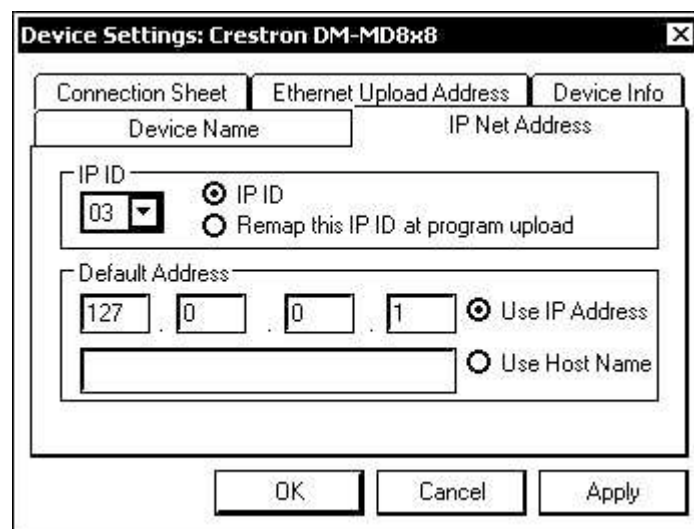 Device Settings: Crestron DM-MD8x8
Connection Sheet Ethernet Upload Address Device Info
Device Name IP Net Address
IP ID
03 IP ID
Remap this IP ID at program upload
Default Address
127 . 0 . 0 . 1 Use IP Address
Use Host Name
OK Cancel Apply